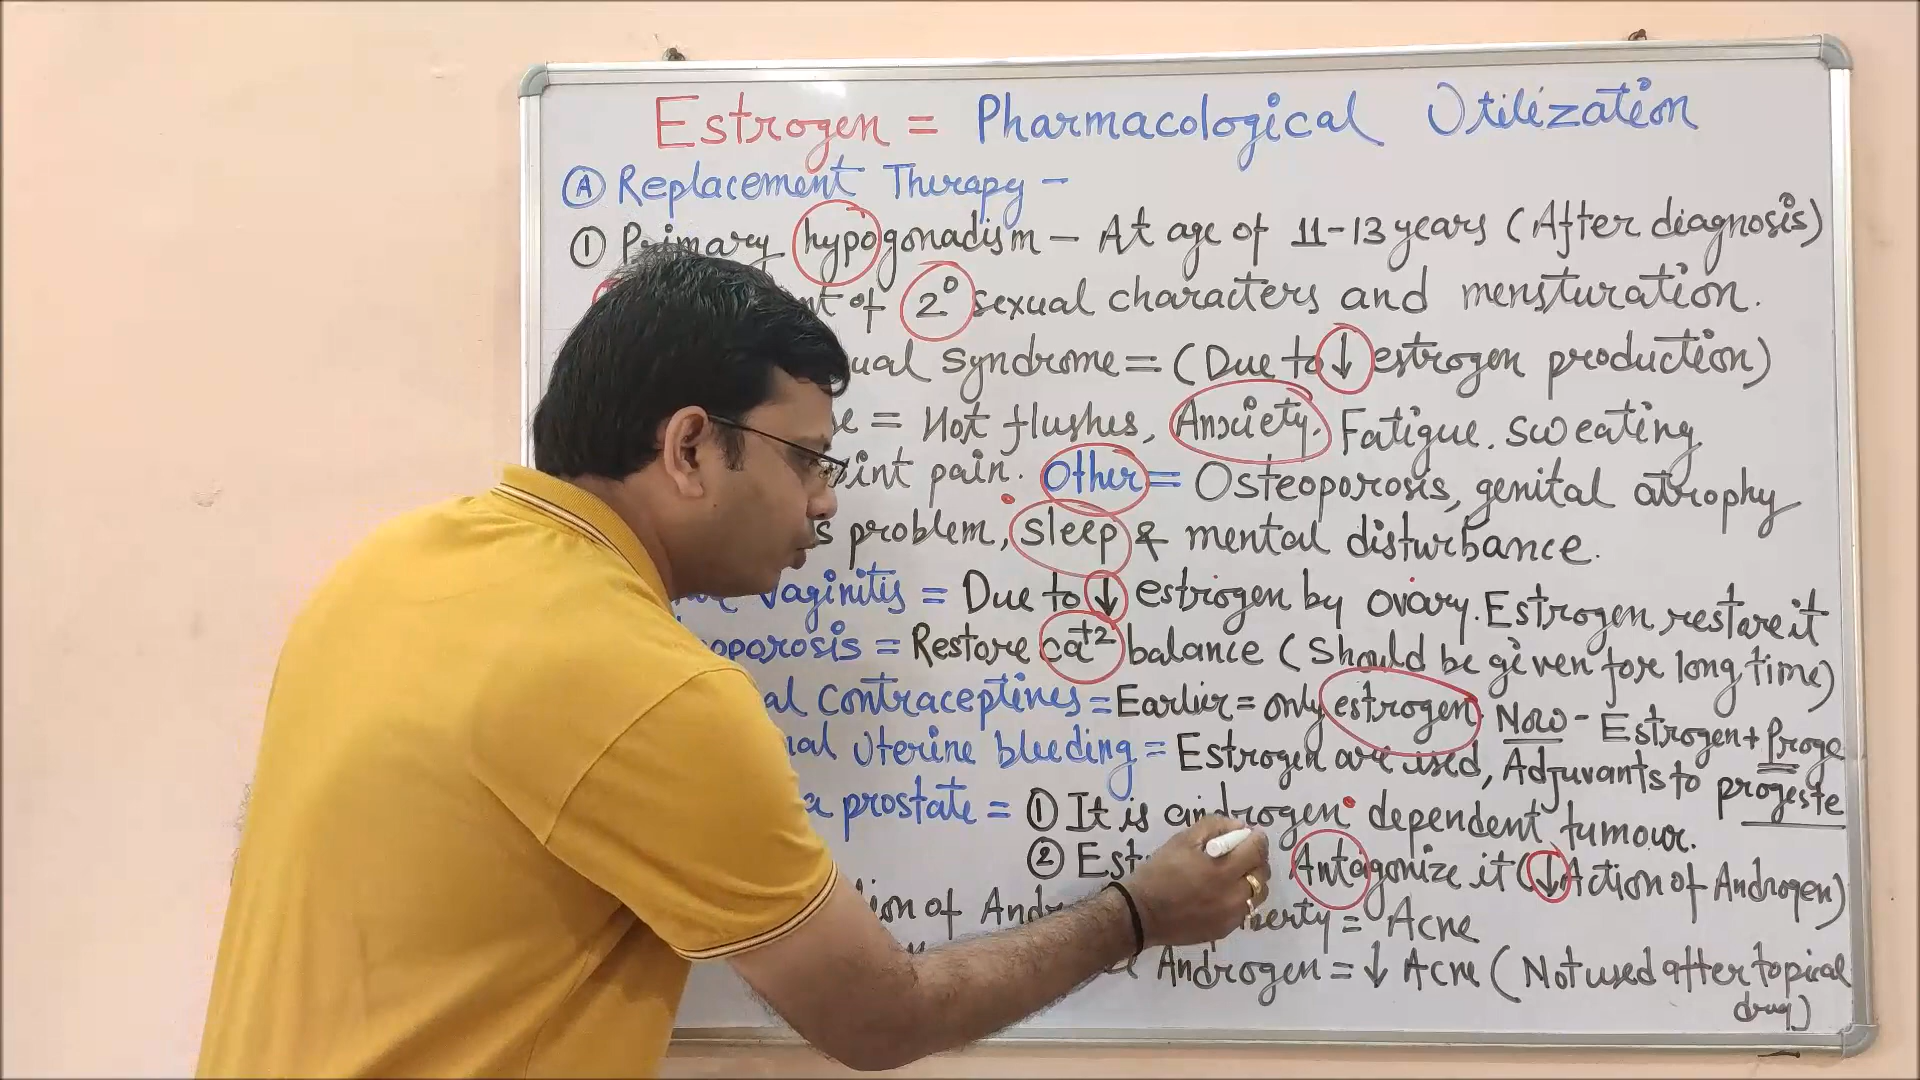 Estrogen = Pharmacological Utilization
Ⓐ Replacement Therapy -
① Primary hypogonadism - At age of 11-13 years (After diagnosis)
of 2° sexual characters and mensturation.
ual Syndrome = (Due to ↓ estrogen production)
= Hot flushes, Anxiety. Fatigue. sweating
int pain. Other = Osteoporosis, genital atrophy
s problem, sleep & mental disturbance.
Vaginitis = Due to ↓ estrogen by ovary. Estrogen restore it
oporosis = Restore ca+2 balance (Should be given for long time)
al Contraceptines = Earlier = only estrogen. Now - Estrogen + Proge
nal Uterine bleeding = Estrogen are used, Adjuvants to progeste
a prostate = ① It is androgen dependent tumour.
② Est Antagonize it (↓ Action of Androgen)
ion of And berty = Acne
Androgen = ↓ Acne (Not used after topical
drug)